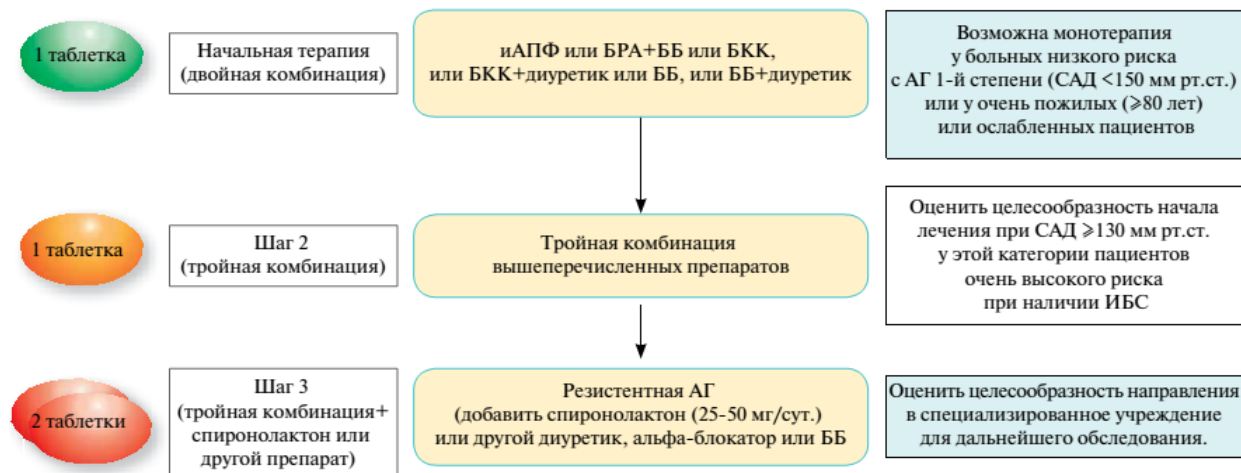 1 таблетка
Начальная терапия
(двойная комбинация)
иАПФ или БРА+ББ или БКК,
или БКК+диуретик или ББ, или ББ+диуретик
Возможна монотерапия
у больных низкого риска
с АГ 1-й степени (САД <150 мм рт.ст.)
или у очень пожилых (⩾80 лет)
или ослабленных пациентов
1 таблетка
Шаг 2
(тройная комбинация)
Тройная комбинация
вышеперечисленных препаратов
Оценить целесообразность начала
лечения при САД ⩾130 мм рт.ст.
у этой категории пациентов
очень высокого риска
при наличии ИБС
2 таблетки
Шаг 3
(тройная комбинация+
спиронолактон или
другой препарат)
Резистентная АГ
(добавить спиронолактон (25-50 мг/сут.)
или другой диуретик, альфа-блокатор или ББ
Оценить целесообразность направления
в специализированное учреждение
для дальнейшего обследования.